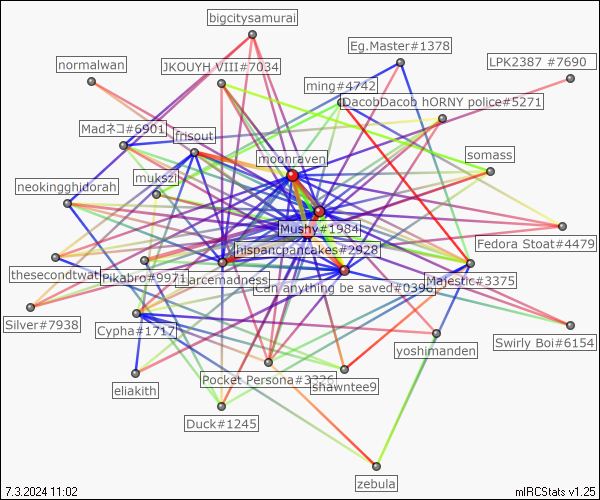 bigcitysamurai
Eg.Master#1378
normalwan
JKOUYH VIII#7034
LPK2387 #7690
ming#4742
DacobDacob hORNY police#5271
Madネコ#6901
frisout
moonraven
somass
mukszi
neokingghidorah
Mushy#1984
Fedora Stoat#4479
hispancpancakes#2928
thesecondtwat
Pikabro#9921
arcemadness
Majestic#3375
Can anything be saved#0390
Silver#7938
Cypha#1717
Swirly Boi#6154
yoshimanden
Pocket Persona#3326
shawntee9
eliakith
Duck#1245
zebula
7.3.2024 11:02
mIRCStats v1.25